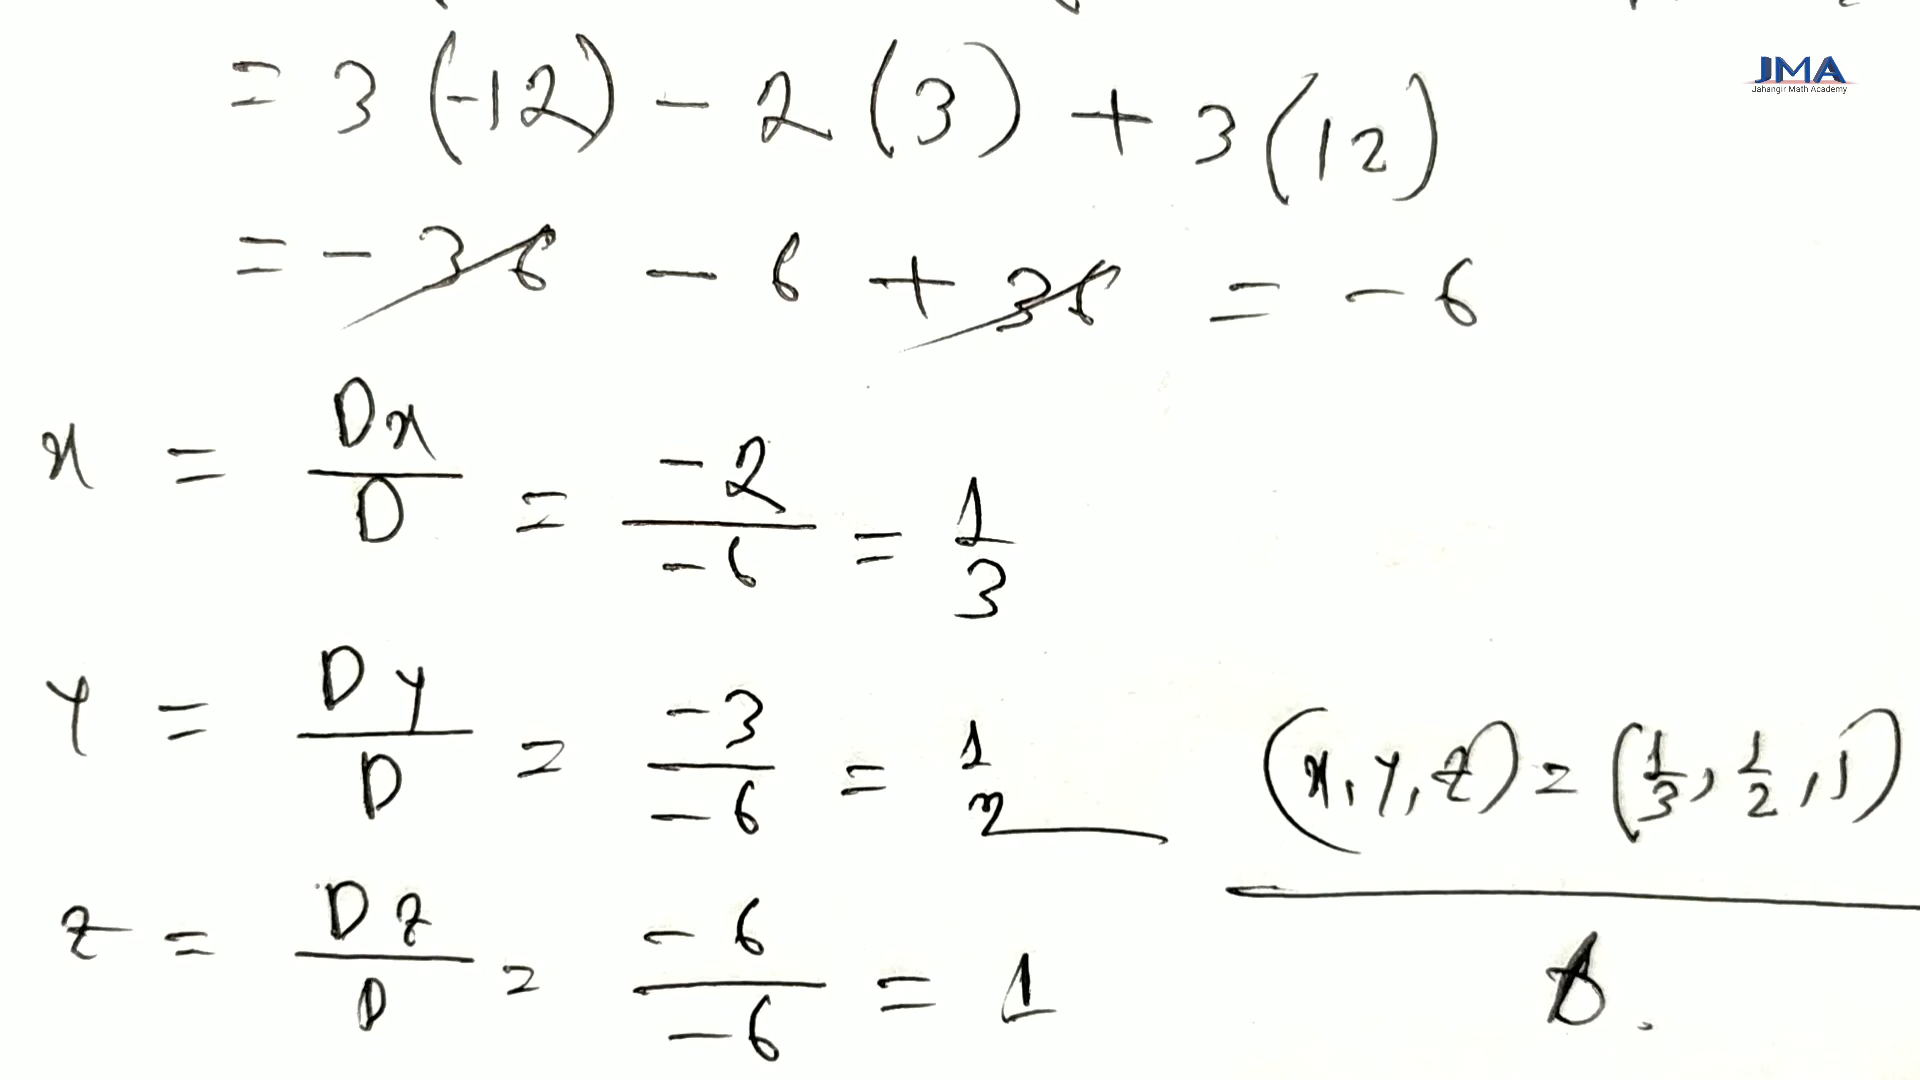 JMA
Jahangir Math Academy
= 3 (-12) - 2 (3) + 3 (12)
= - 36 - 6 + 36 = - 6
x = Dx/D = -2/-6 = 1/3
y = Dy/D = -3/-6 = 1/2
(x, y, z) = (1/3, 1/2, 1)
z = Dz/D = -6/-6 = 1